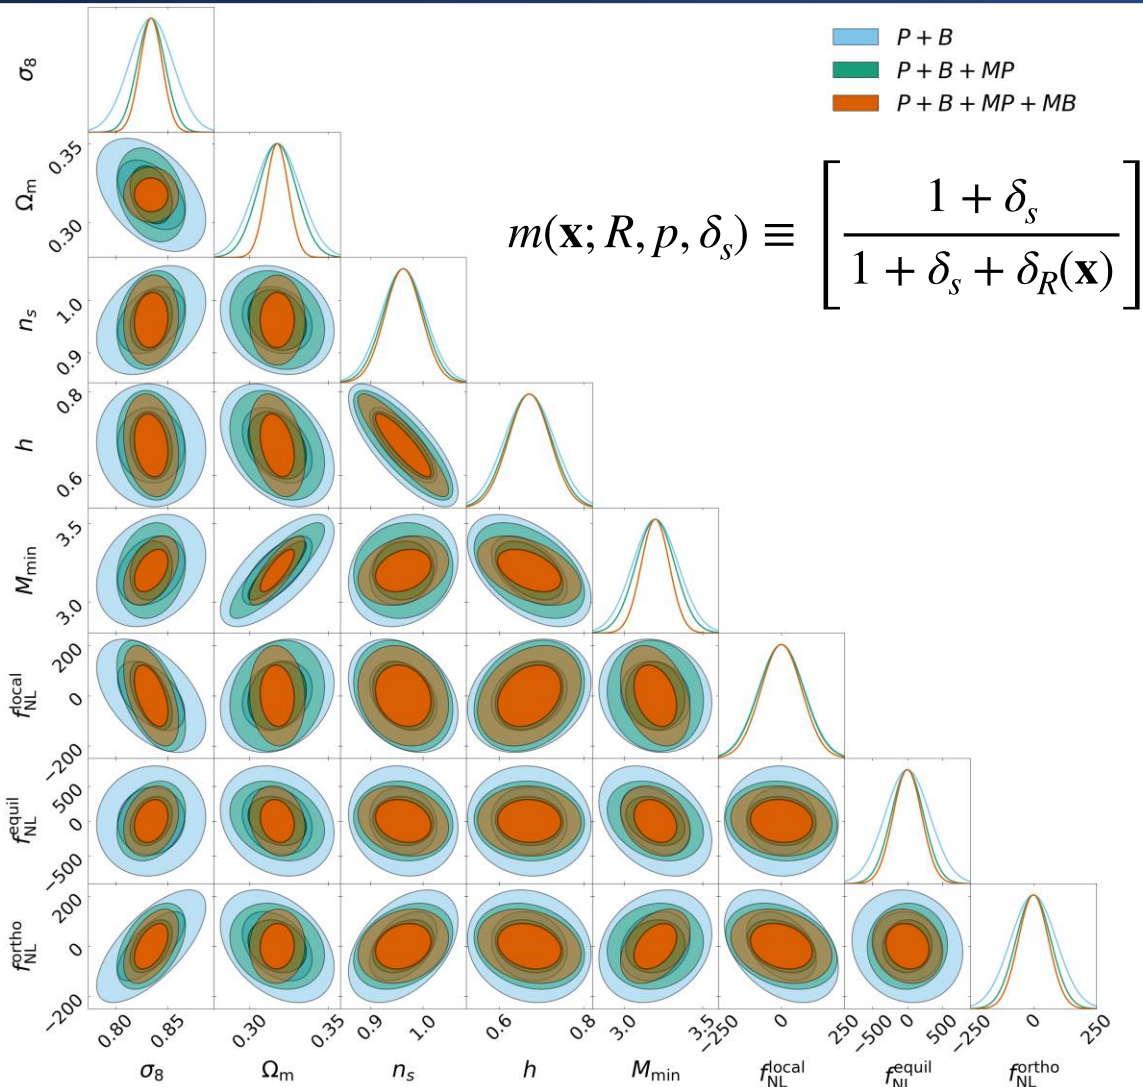 P + B
P + B + MP
P + B + MP + MB
m(x; R, p, δ_s) ≡ [ (1 + δ_s) / (1 + δ_s + δ_R(x)) ]
σ_8
Ω_m 0.35 0.30
n_s 1.0 0.9
h 0.8 0.6
M_min 3.5 3.0
f_NL^local 200 0 −200
f_NL^equil 500 0 −500
f_NL^ortho 200 0 −200
0.80 0.85 0.30 0.35 0.9 1.0 0.6 0.8 3.0 3.5 −250 0 250 −500 0 500 −250 0 250
σ_8 Ω_m n_s h M_min f_NL^local f_NL^equil f_NL^ortho